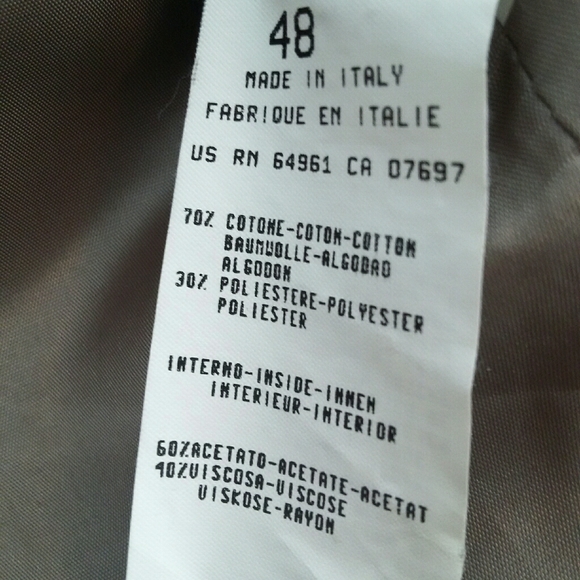 48
MADE IN ITALY
FABRIQUE EN ITALIE
US RN 64961 CA 07697
70% COTONE-COTON-COTTON
BAUMWOLLE-ALGODAO
ALGODON
30% POLIESTERE-POLYESTER
POLIESTER
INTERNO-INSIDE-INNEN
INTERIEUR-INTERIOR
60%ACETATO-ACETATE-ACETAT
40%VISCOSA-VISCOSE
VISKOSE-RAYON